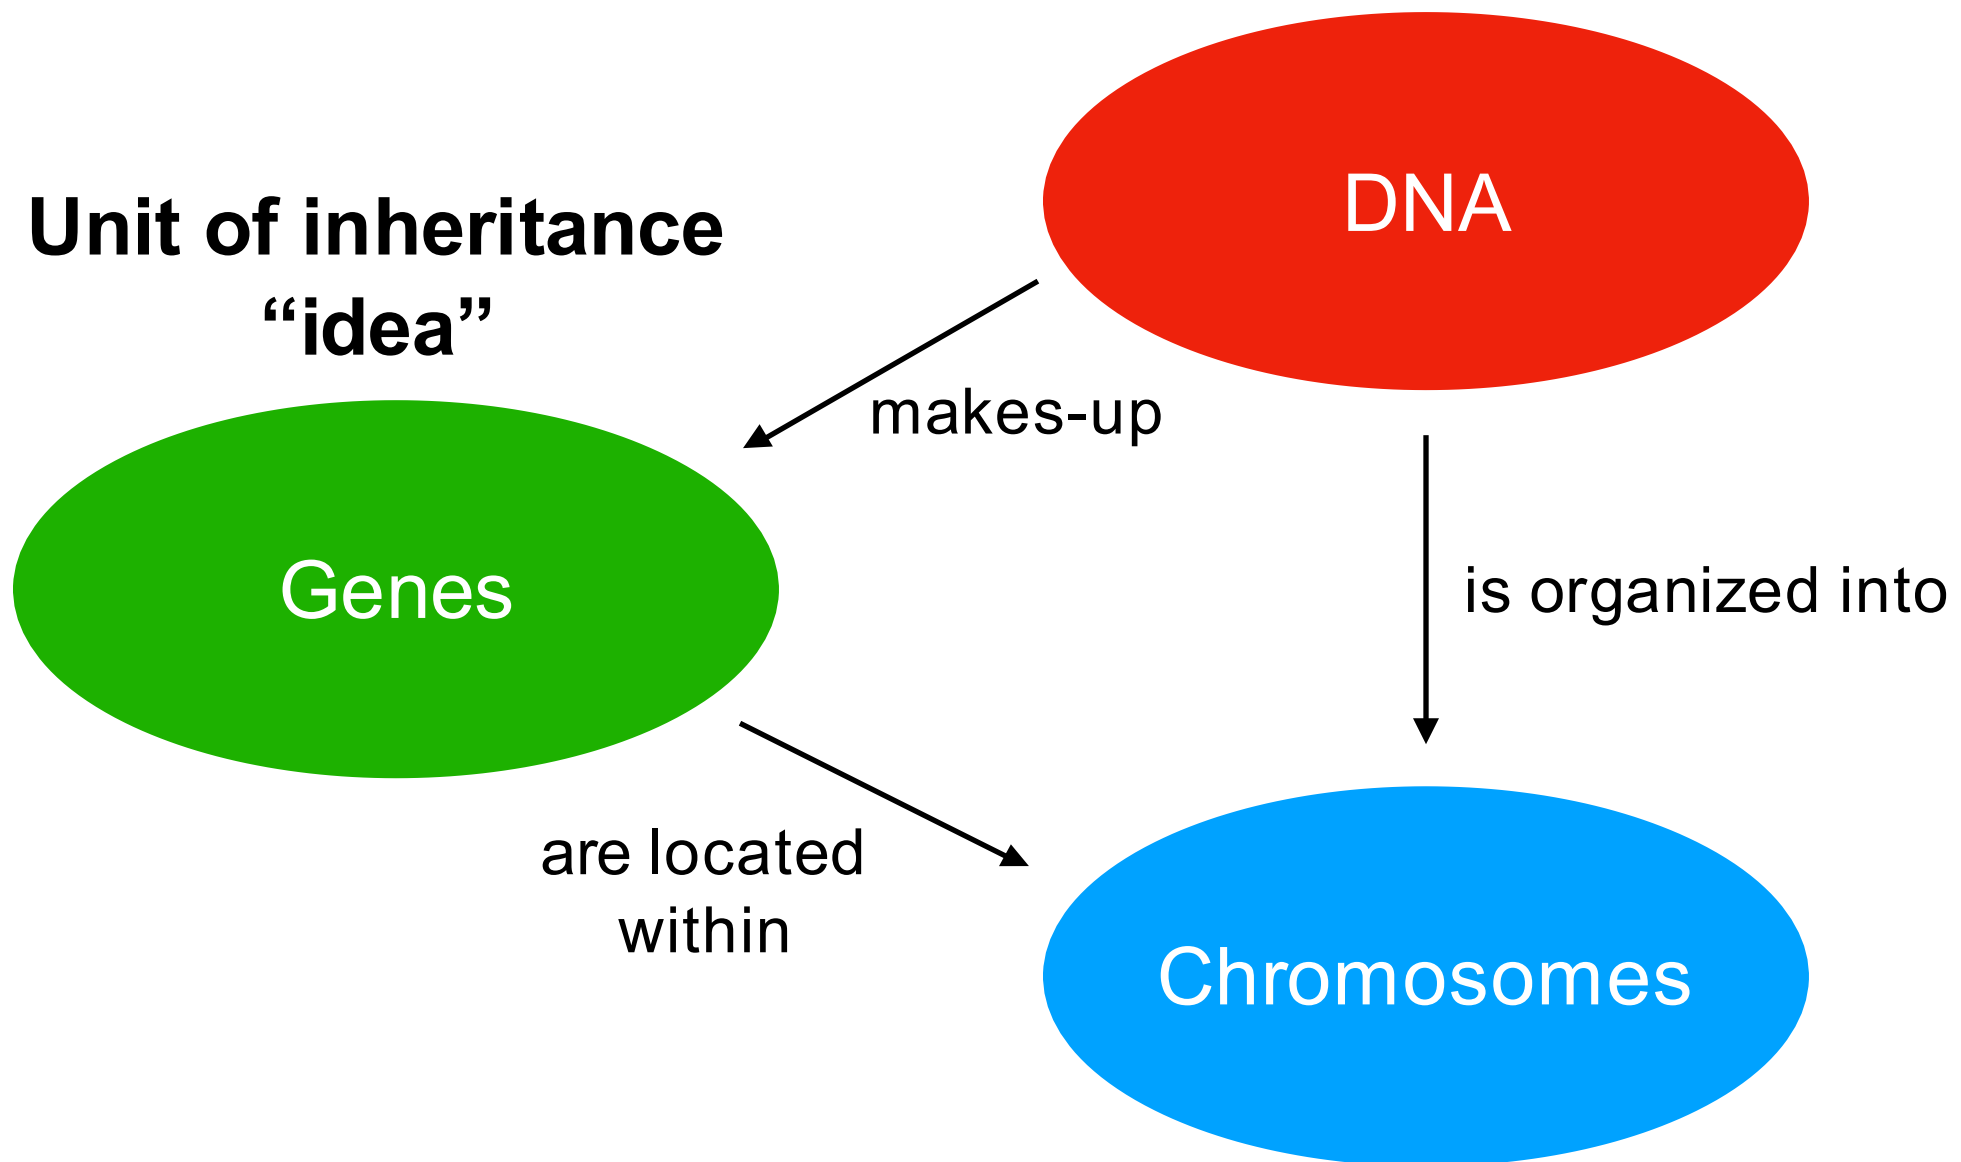 DNA
Unit of inheritance
“idea”
makes-up
Genes
is organized into
are located
within
Chromosomes